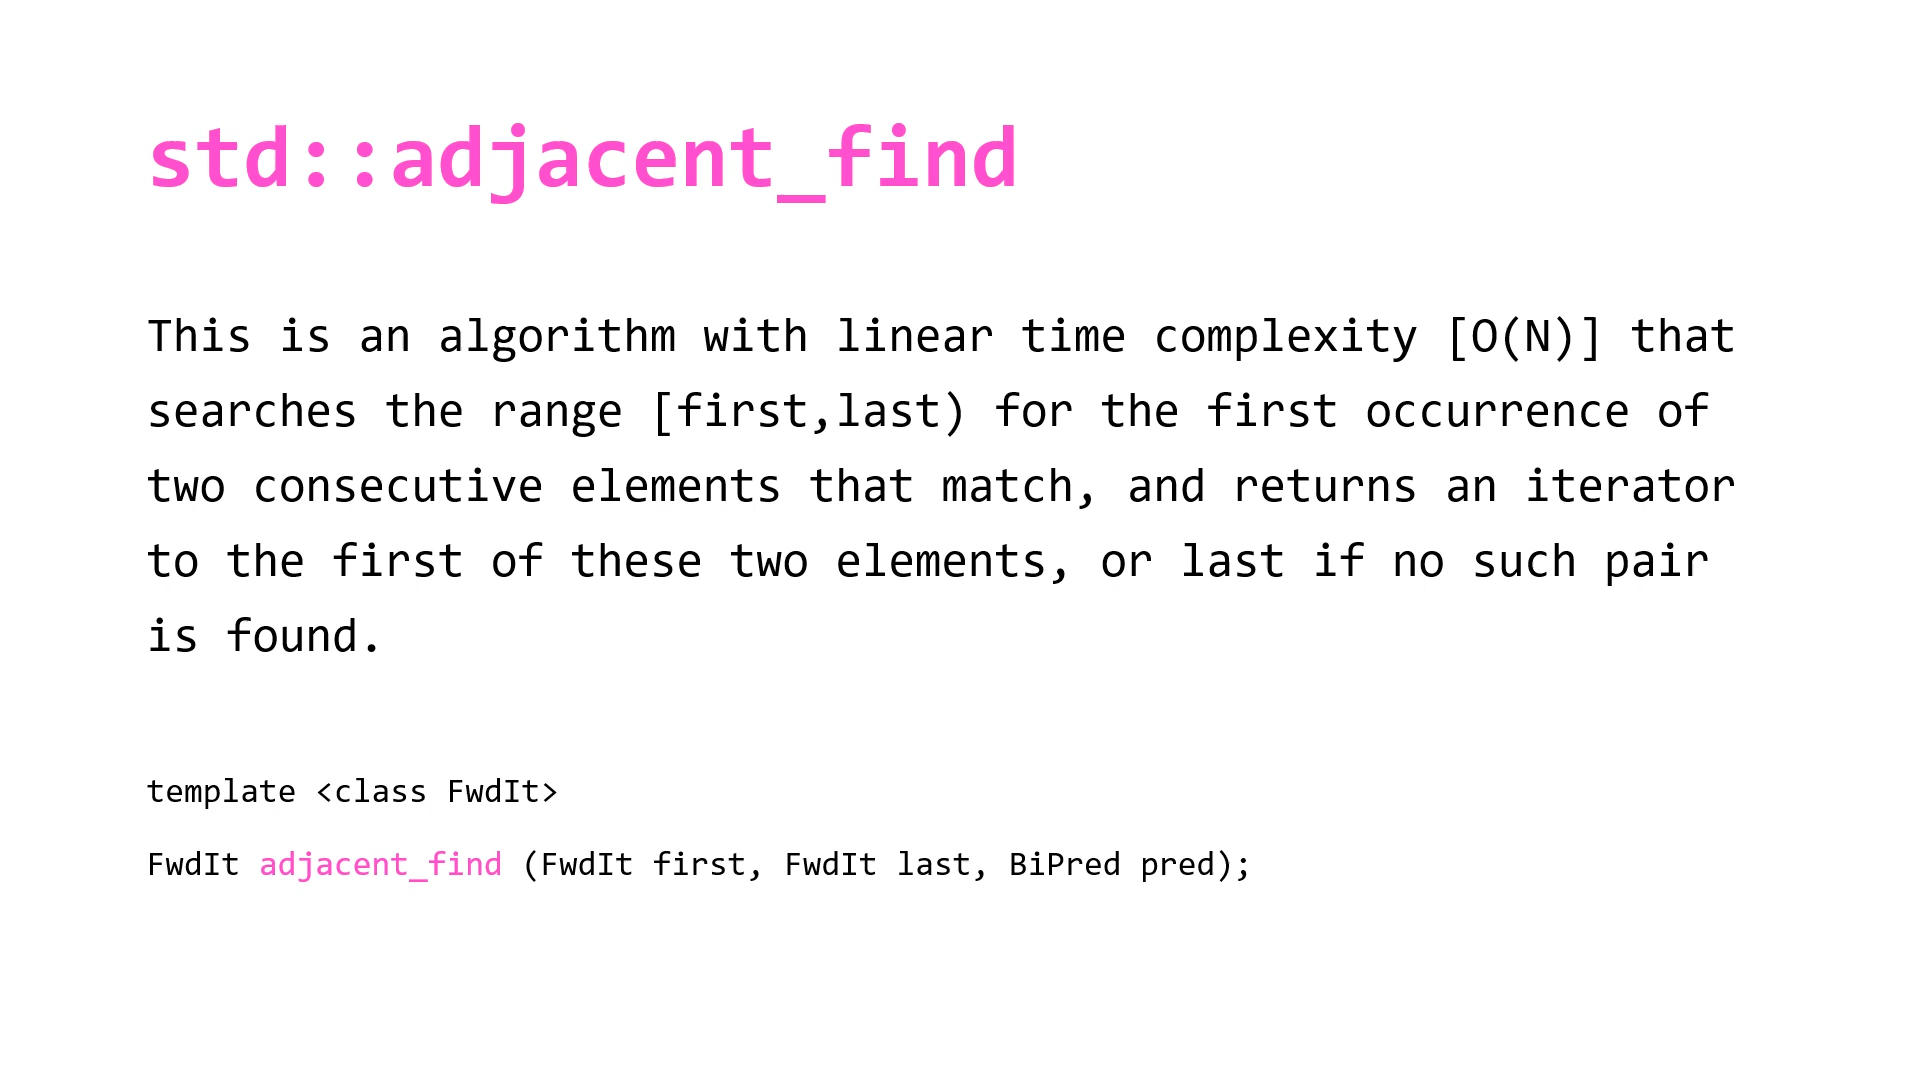 std::adjacent_find
This is an algorithm with linear time complexity [O(N)] that
searches the range [first,last) for the first occurrence of
two consecutive elements that match, and returns an iterator
to the first of these two elements, or last if no such pair
is found.
template <class FwdIt>
FwdIt adjacent_find (FwdIt first, FwdIt last, BiPred pred);